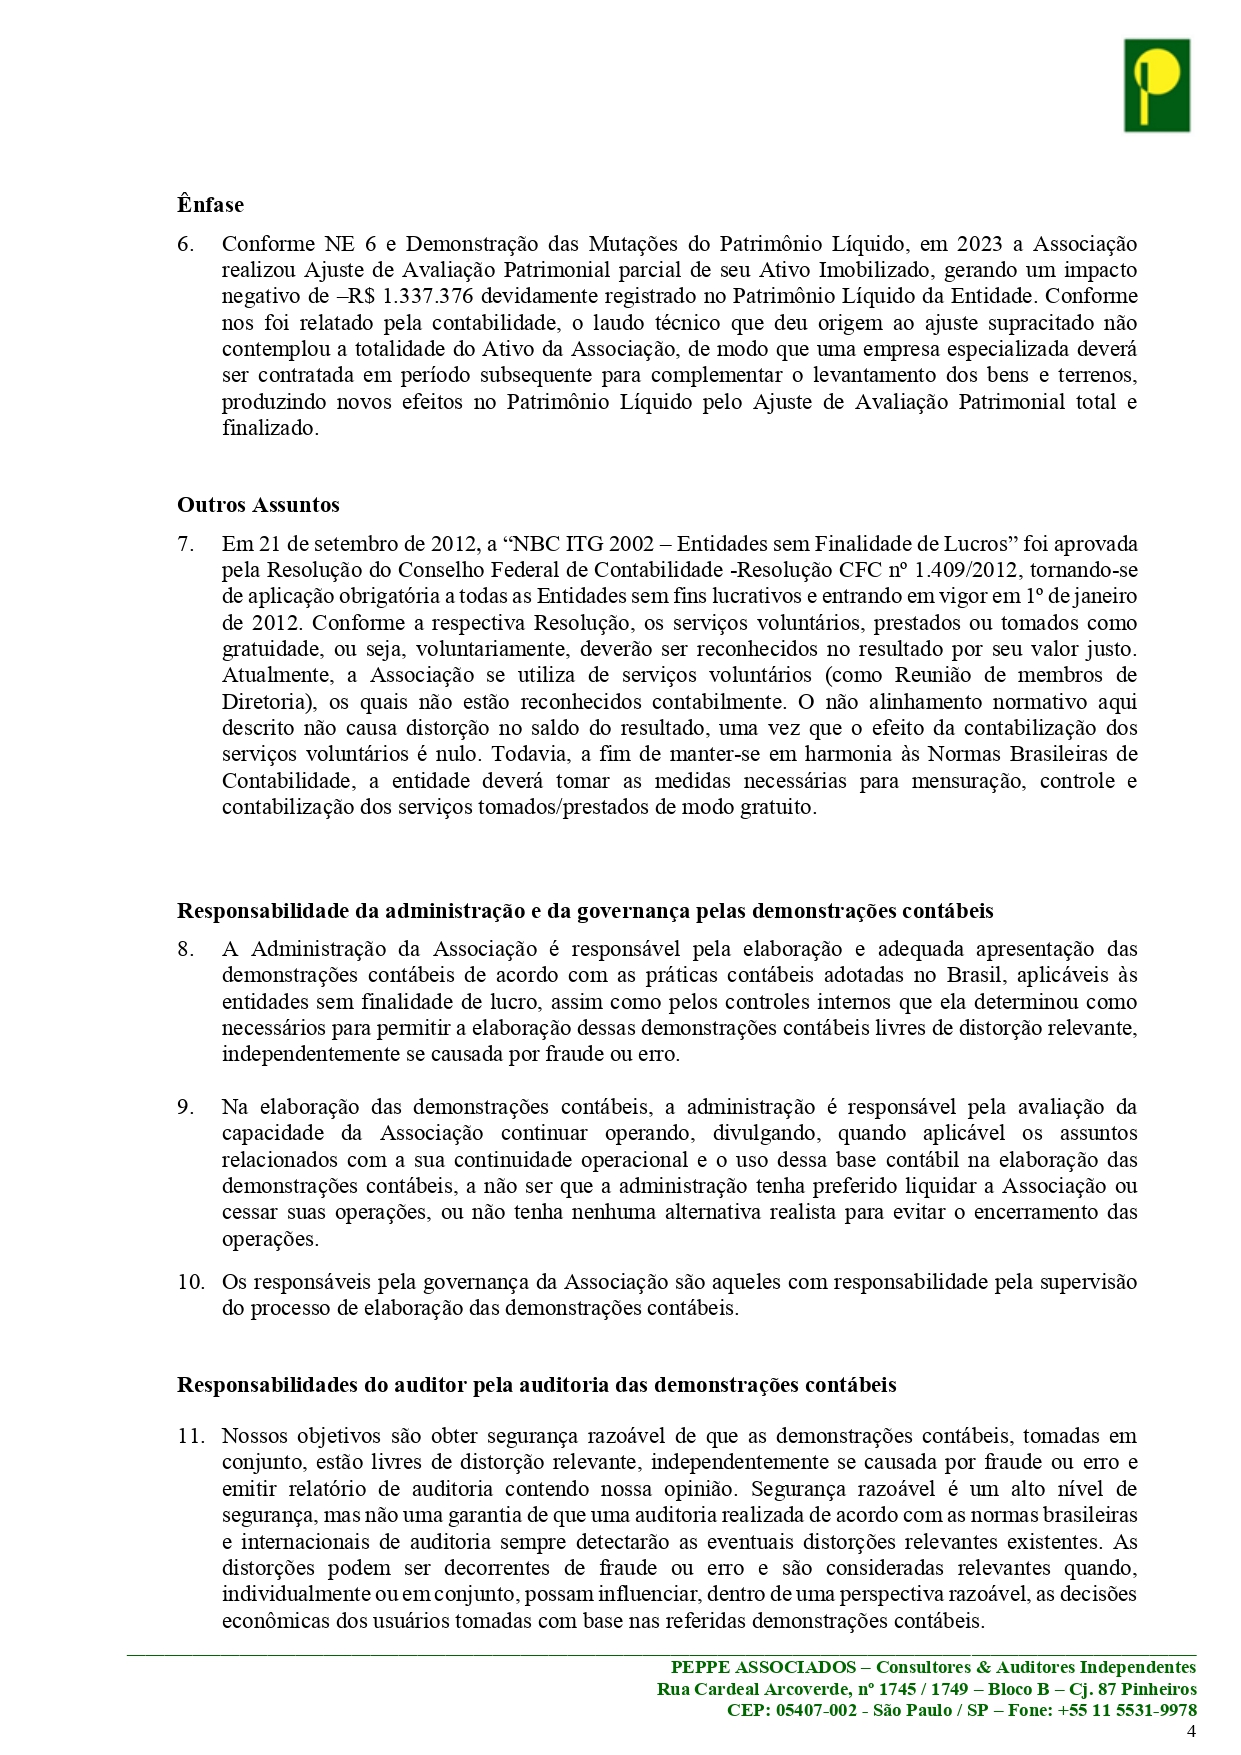 Ênfase
6. Conforme NE 6 e Demonstração das Mutações do Patrimônio Líquido, em 2023 a Associação
realizou Ajuste de Avaliação Patrimonial parcial de seu Ativo Imobilizado, gerando um impacto
negativo de –R$ 1.337.376 devidamente registrado no Patrimônio Líquido da Entidade. Conforme
nos foi relatado pela contabilidade, o laudo técnico que deu origem ao ajuste supracitado não
contemplou a totalidade do Ativo da Associação, de modo que uma empresa especializada deverá
ser contratada em período subsequente para complementar o levantamento dos bens e terrenos,
produzindo novos efeitos no Patrimônio Líquido pelo Ajuste de Avaliação Patrimonial total e
finalizado.
Outros Assuntos
7. Em 21 de setembro de 2012, a “NBC ITG 2002 – Entidades sem Finalidade de Lucros” foi aprovada
pela Resolução do Conselho Federal de Contabilidade -Resolução CFC nº 1.409/2012, tornando-se
de aplicação obrigatória a todas as Entidades sem fins lucrativos e entrando em vigor em 1º de janeiro
de 2012. Conforme a respectiva Resolução, os serviços voluntários, prestados ou tomados como
gratuidade, ou seja, voluntariamente, deverão ser reconhecidos no resultado por seu valor justo.
Atualmente, a Associação se utiliza de serviços voluntários (como Reunião de membros de
Diretoria), os quais não estão reconhecidos contabilmente. O não alinhamento normativo aqui
descrito não causa distorção no saldo do resultado, uma vez que o efeito da contabilização dos
serviços voluntários é nulo. Todavia, a fim de manter-se em harmonia às Normas Brasileiras de
Contabilidade, a entidade deverá tomar as medidas necessárias para mensuração, controle e
contabilização dos serviços tomados/prestados de modo gratuito.
Responsabilidade da administração e da governança pelas demonstrações contábeis
8. A Administração da Associação é responsável pela elaboração e adequada apresentação das
demonstrações contábeis de acordo com as práticas contábeis adotadas no Brasil, aplicáveis às
entidades sem finalidade de lucro, assim como pelos controles internos que ela determinou como
necessários para permitir a elaboração dessas demonstrações contábeis livres de distorção relevante,
independentemente se causada por fraude ou erro.
9. Na elaboração das demonstrações contábeis, a administração é responsável pela avaliação da
capacidade da Associação continuar operando, divulgando, quando aplicável os assuntos
relacionados com a sua continuidade operacional e o uso dessa base contábil na elaboração das
demonstrações contábeis, a não ser que a administração tenha preferido liquidar a Associação ou
cessar suas operações, ou não tenha nenhuma alternativa realista para evitar o encerramento das
operações.
10. Os responsáveis pela governança da Associação são aqueles com responsabilidade pela supervisão
do processo de elaboração das demonstrações contábeis.
Responsabilidades do auditor pela auditoria das demonstrações contábeis
11. Nossos objetivos são obter segurança razoável de que as demonstrações contábeis, tomadas em
conjunto, estão livres de distorção relevante, independentemente se causada por fraude ou erro e
emitir relatório de auditoria contendo nossa opinião. Segurança razoável é um alto nível de
segurança, mas não uma garantia de que uma auditoria realizada de acordo com as normas brasileiras
e internacionais de auditoria sempre detectarão as eventuais distorções relevantes existentes. As
distorções podem ser decorrentes de fraude ou erro e são consideradas relevantes quando,
individualmente ou em conjunto, possam influenciar, dentro de uma perspectiva razoável, as decisões
econômicas dos usuários tomadas com base nas referidas demonstrações contábeis.
PEPPE ASSOCIADOS – Consultores & Auditores Independentes
Rua Cardeal Arcoverde, nº 1745 / 1749 – Bloco B – Cj. 87 Pinheiros
CEP: 05407-002 - São Paulo / SP – Fone: +55 11 5531-9978
4